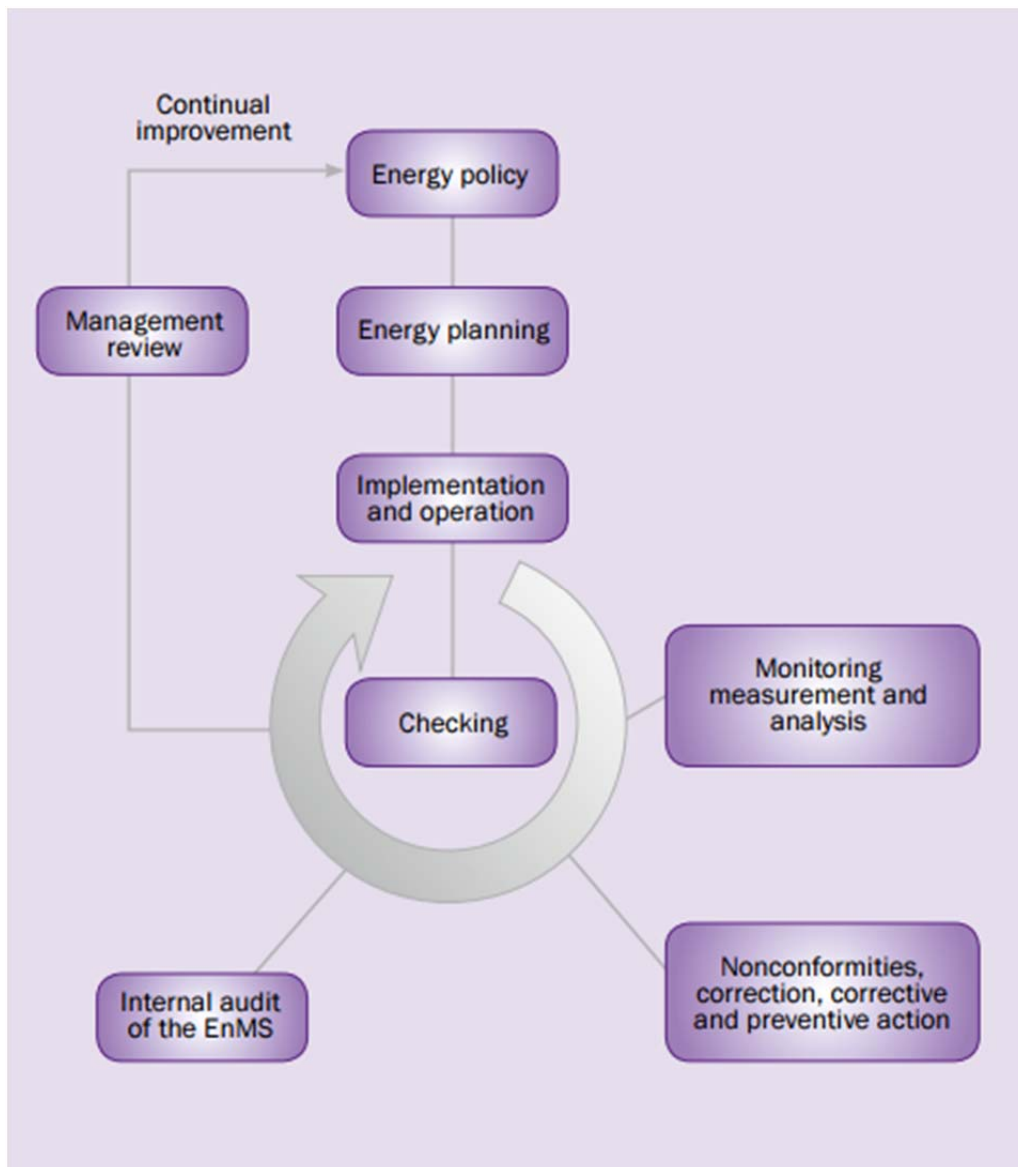 Continual
improvement
Energy policy
Management
review
Energy planning
Implementation
and operation
Checking
Monitoring
measurement and
analysis
Internal audit
of the EnMS
Nonconformities,
correction, corrective
and preventive action